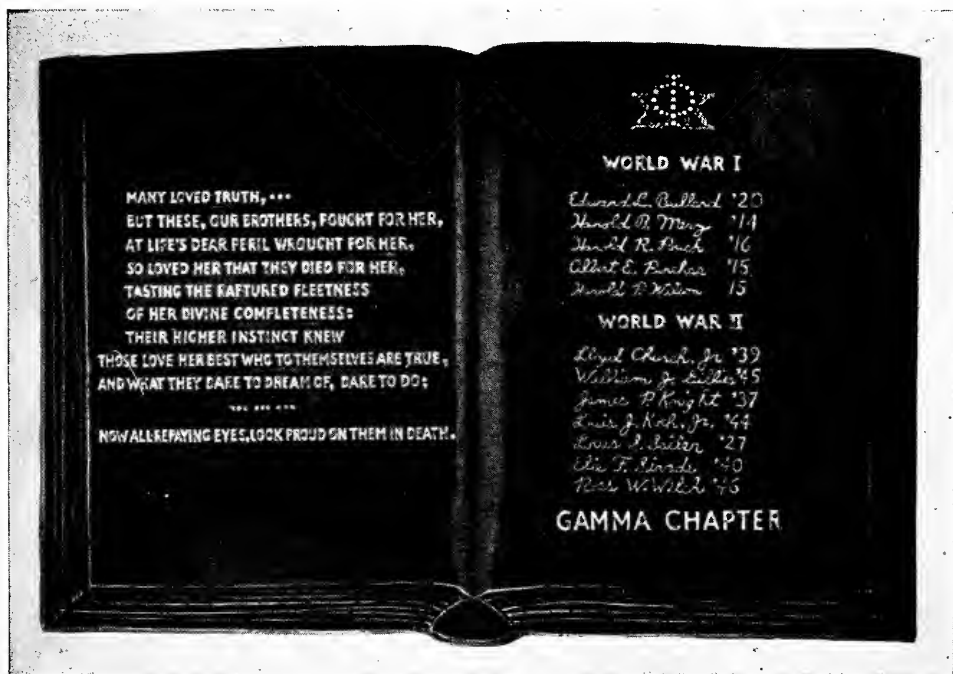 MANY LOVED TRUTH, ...
BUT THESE, OUR BROTHERS, FOUGHT FOR HER,
AT LIFE'S DEAR PERIL WROUGHT FOR HER,
SO LOVED HER THAT THEY DIED FOR HER,
TASTING THE RAPTURED FLEETNESS
OF HER DIVINE COMPLETENESS:
THEIR HIGHER INSTINCT KNEW
THOSE LOVE HER BEST WHO TO THEMSELVES ARE TRUE,
AND WHAT THEY DARE TO DREAM OF, DARE TO DO;
... ... ...
NOW ALL REPAYING EYES, LOOK PROUD ON THEM IN DEATH.
WORLD WAR I
Edward L. Bullard '20
Harold B. Merz '14
Harold R. Buck '16
Albert E. '15
Harold P. Wilson 15
WORLD WAR II
Lloyd Church, Jr '39
William J. '45
James P. Knight '37
Louis J. Koch, Jr. '44
Louis '27
F. '40
Ross W. Welch
GAMMA CHAPTER